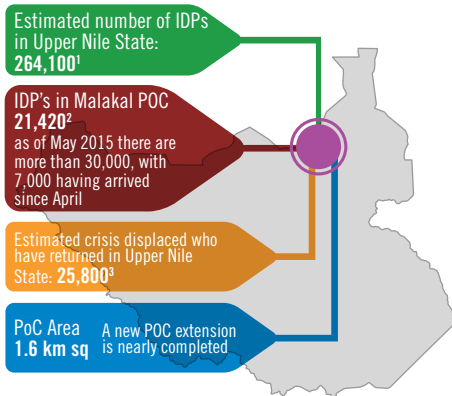 Estimated number of IDPs
in Upper Nile State:
264,100¹
IDP's in Malakal POC
21,420²
as of May 2015 there are
more than 30,000, with
7,000 having arrived
since April
Estimated crisis displaced who
have returned in Upper Nile
State: 25,800³
PoC Area
1.6 km sq
A new POC extension
is nearly completed